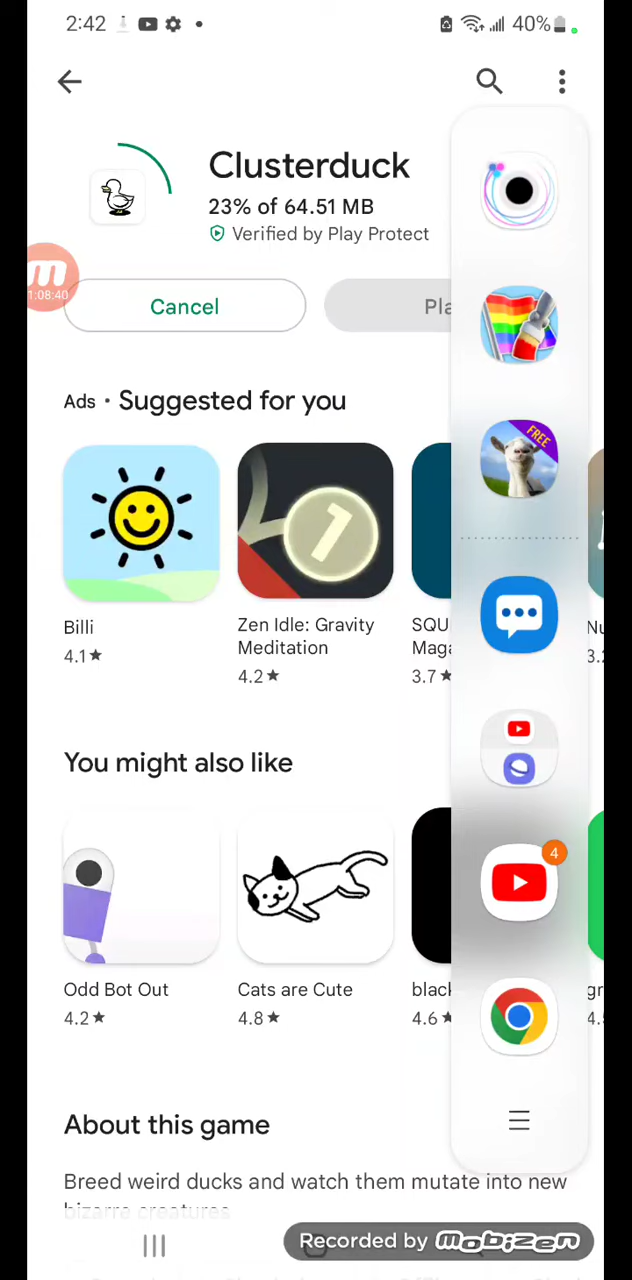 2:42
40%
Clusterduck
23% of 64.51 MB
Verified by Play Protect
1:08:40
Cancel
Ads • Suggested for you
FREE
1
Billi
4.1★
Zen Idle: Gravity
Meditation
4.2★
3.7★
4
You might also like
Odd Bot Out
4.2★
Cats are Cute
4.8★
4.6★
About this game
Breed weird ducks and watch them mutate into new
bizarre creatures
Recorded by mobizen